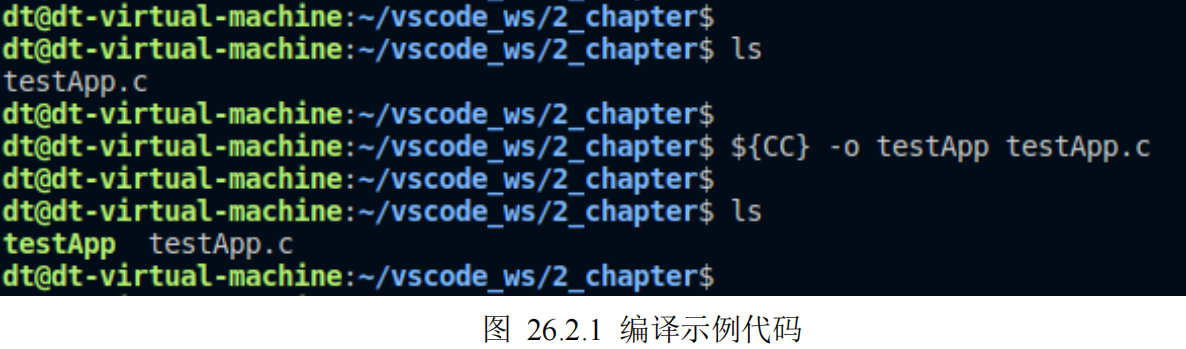 dt@dt-virtual-machine:~/vscode_ws/2_chapter$
dt@dt-virtual-machine:~/vscode_ws/2_chapter$ ls
testApp.c
dt@dt-virtual-machine:~/vscode_ws/2_chapter$
dt@dt-virtual-machine:~/vscode_ws/2_chapter$ ${CC} -o testApp testApp.c
dt@dt-virtual-machine:~/vscode_ws/2_chapter$
dt@dt-virtual-machine:~/vscode_ws/2_chapter$ ls
testApp  testApp.c
dt@dt-virtual-machine:~/vscode_ws/2_chapter$
图 26.2.1 编译示例代码